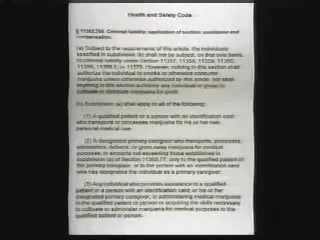 Health and Safety Code
§ 11362.765. Criminal liability; application of section; assistance and
compensation.
(a) Subject to the requirements of this article, the individuals
specified in subdivision (b) shall not be subject, on that sole basis,
to criminal liability under Section 11357, 11358, 11359, 11360,
11366, 11366.5, or 11570. However, nothing in this section shall
authorize the individual to smoke or otherwise consume
marijuana unless otherwise authorized by this article, nor shall
anything in this section authorize any individual or group to
cultivate or distribute marijuana for profit.
(b) Subdivision (a) shall apply to all of the following:
(1) A qualified patient or a person with an identification card
who transports or processes marijuana for his or her own
personal medical use.
(2) A designated primary caregiver who transports, processes,
administers, delivers, or gives away marijuana for medical
purposes, in amounts not exceeding those established in
subdivision (a) of Section 11362.77, only to the qualified patient of
the primary caregiver, or to the person with an identification card
who has designated the individual as a primary caregiver.
(3) Any individual who provides assistance to a qualified
patient or a person with an identification card, or his or her
designated primary caregiver, in administering medical marijuana
to the qualified patient or person or acquiring the skills necessary
to cultivate or administer marijuana for medical purposes to the
qualified patient or person.